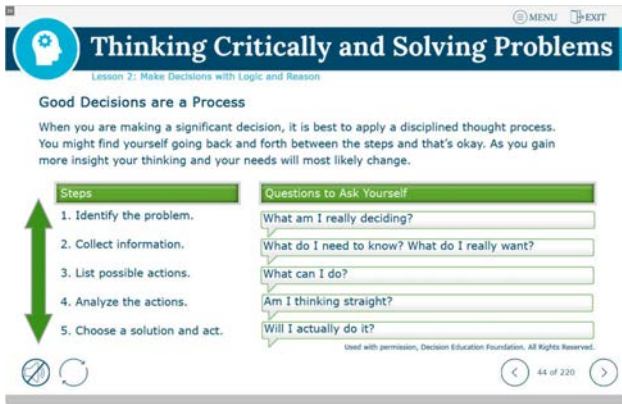 MENU EXIT
Thinking Critically and Solving Problems
Lesson 2: Make Decisions with Logic and Reason
Good Decisions are a Process
When you are making a significant decision, it is best to apply a disciplined thought process.
You might find yourself going back and forth between the steps and that's okay. As you gain
more insight your thinking and your needs will most likely change.
Steps
Questions to Ask Yourself
1. Identify the problem.
What am I really deciding?
2. Collect information.
What do I need to know? What do I really want?
3. List possible actions.
What can I do?
4. Analyze the actions.
Am I thinking straight?
5. Choose a solution and act.
Will I actually do it?
Used with permission, Decision Education Foundation. All Rights Reserved.
44 of 220